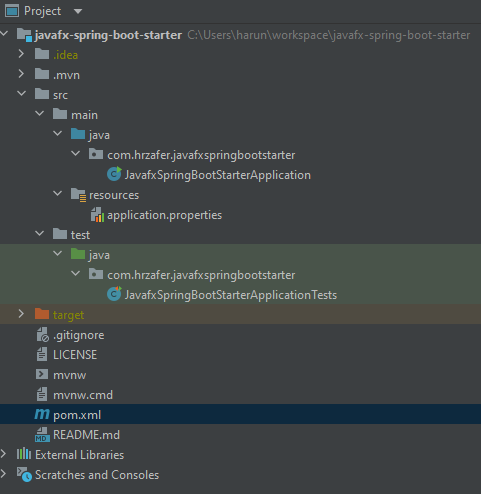 Project
javafx-spring-boot-starter C:\Users\harun\workspace\javafx-spring-boot-starter
.idea
.mvn
src
main
java
com.hrzafer.javafxspringbootstarter
JavafxSpringBootStarterApplication
resources
application.properties
test
java
com.hrzafer.javafxspringbootstarter
JavafxSpringBootStarterApplicationTests
target
.gitignore
LICENSE
mvnw
mvnw.cmd
m pom.xml
MD README.md
External Libraries
Scratches and Consoles